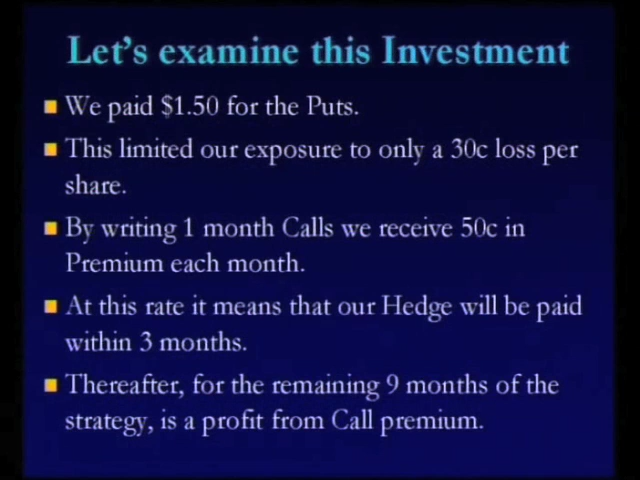 Let's examine this Investment
We paid $1.50 for the Puts.
This limited our exposure to only a 30c loss per
share.
By writing 1 month Calls we receive 50c in
Premium each month.
At this rate it means that our Hedge will be paid
within 3 months.
Thereafter, for the remaining 9 months of the
strategy, is a profit from Call premium.